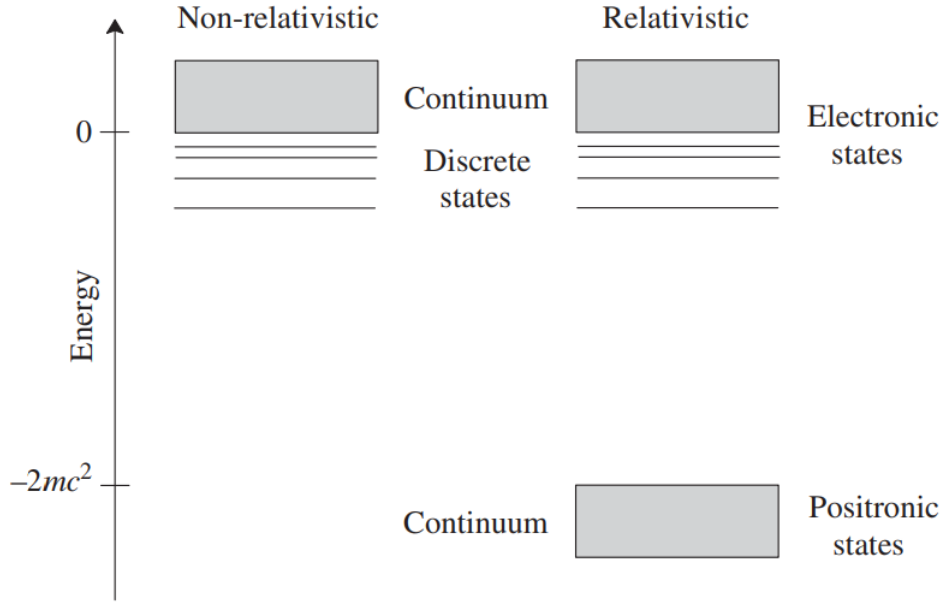 Non-relativistic
Relativistic
Continuum
Electronic
states
0
Discrete
states
Energy
–2mc²
Continuum
Positronic
states